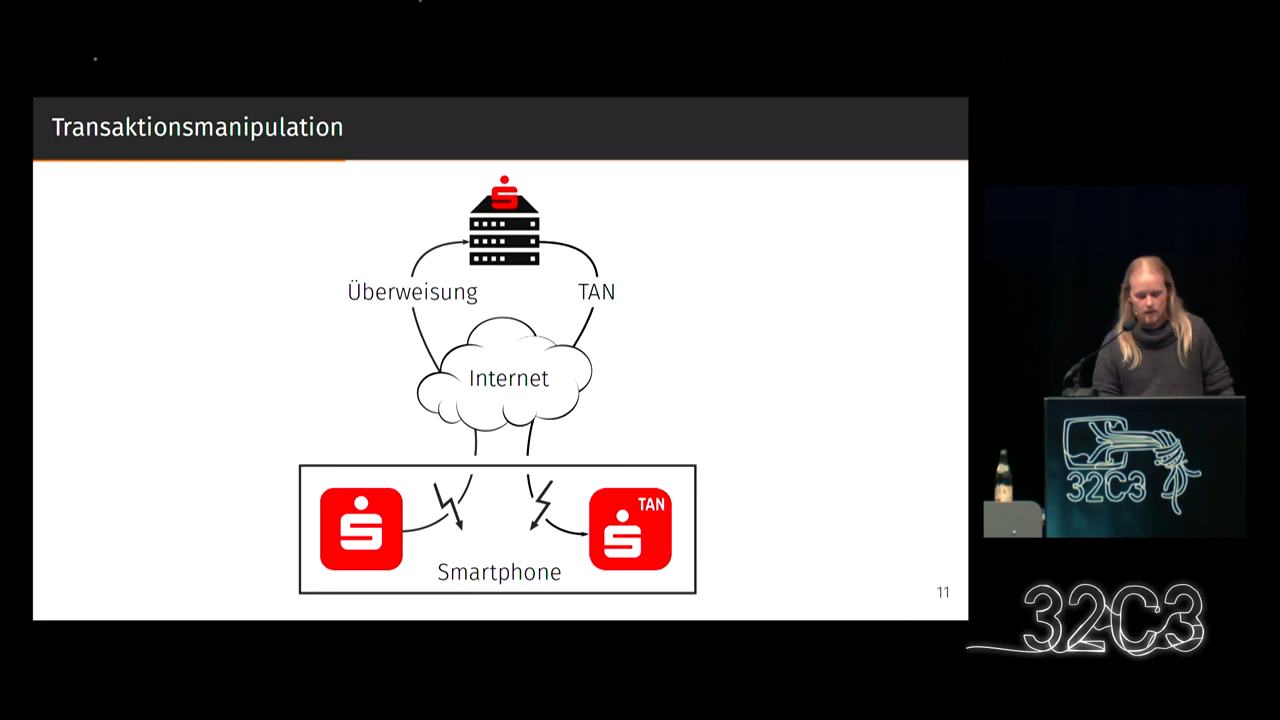 Transaktionsmanipulation
Überweisung
TAN
Internet
TAN
Smartphone
11
32C3
32C3